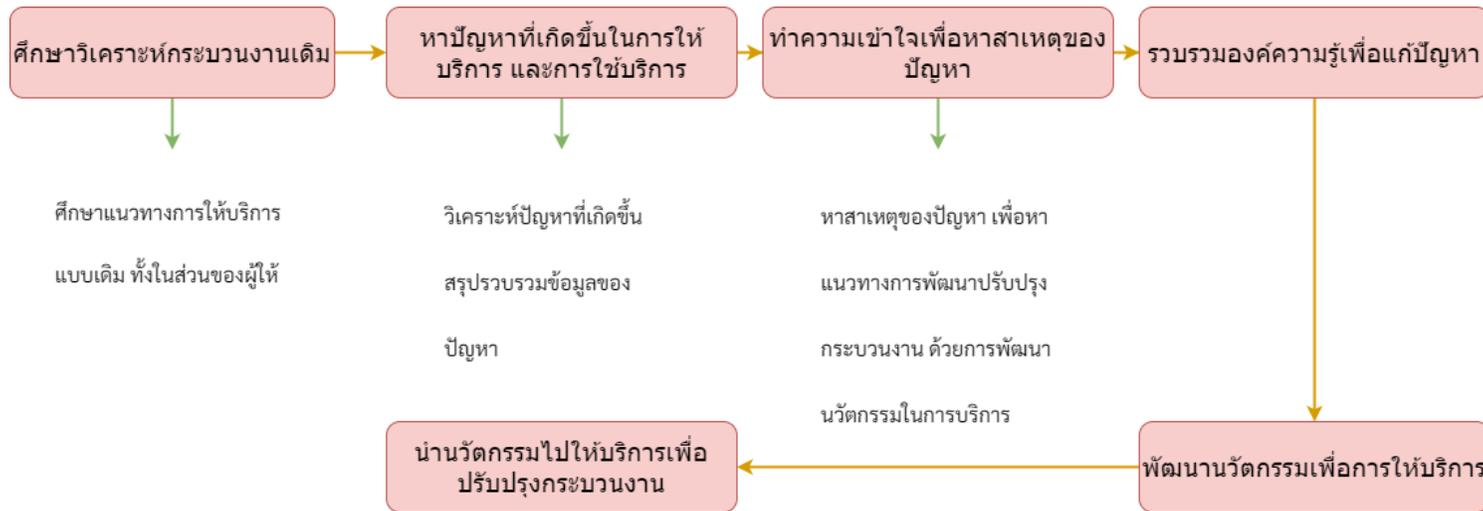 ศึกษาวิเคราะห์กระบวนงานเดิม
หาปัญหาที่เกิดขึ้นในการให้
บริการ และการใช้บริการ
ทำความเข้าใจเพื่อหาสาเหตุของ
ปัญหา
รวบรวมองค์ความรู้เพื่อแก้ปัญหา
ศึกษาแนวทางการให้บริการ
แบบเดิม ทั้งในส่วนของผู้ให้
วิเคราะห์ปัญหาที่เกิดขึ้น
สรุปรวบรวมข้อมูลของ
ปัญหา
หาสาเหตุของปัญหา เพื่อหา
แนวทางการพัฒนาปรับปรุง
กระบวนงาน ด้วยการพัฒนา
นวัตกรรมในการบริการ
นำนวัตกรรมไปให้บริการเพื่อ
ปรับปรุงกระบวนงาน
พัฒนานวัตกรรมเพื่อการให้บริการ